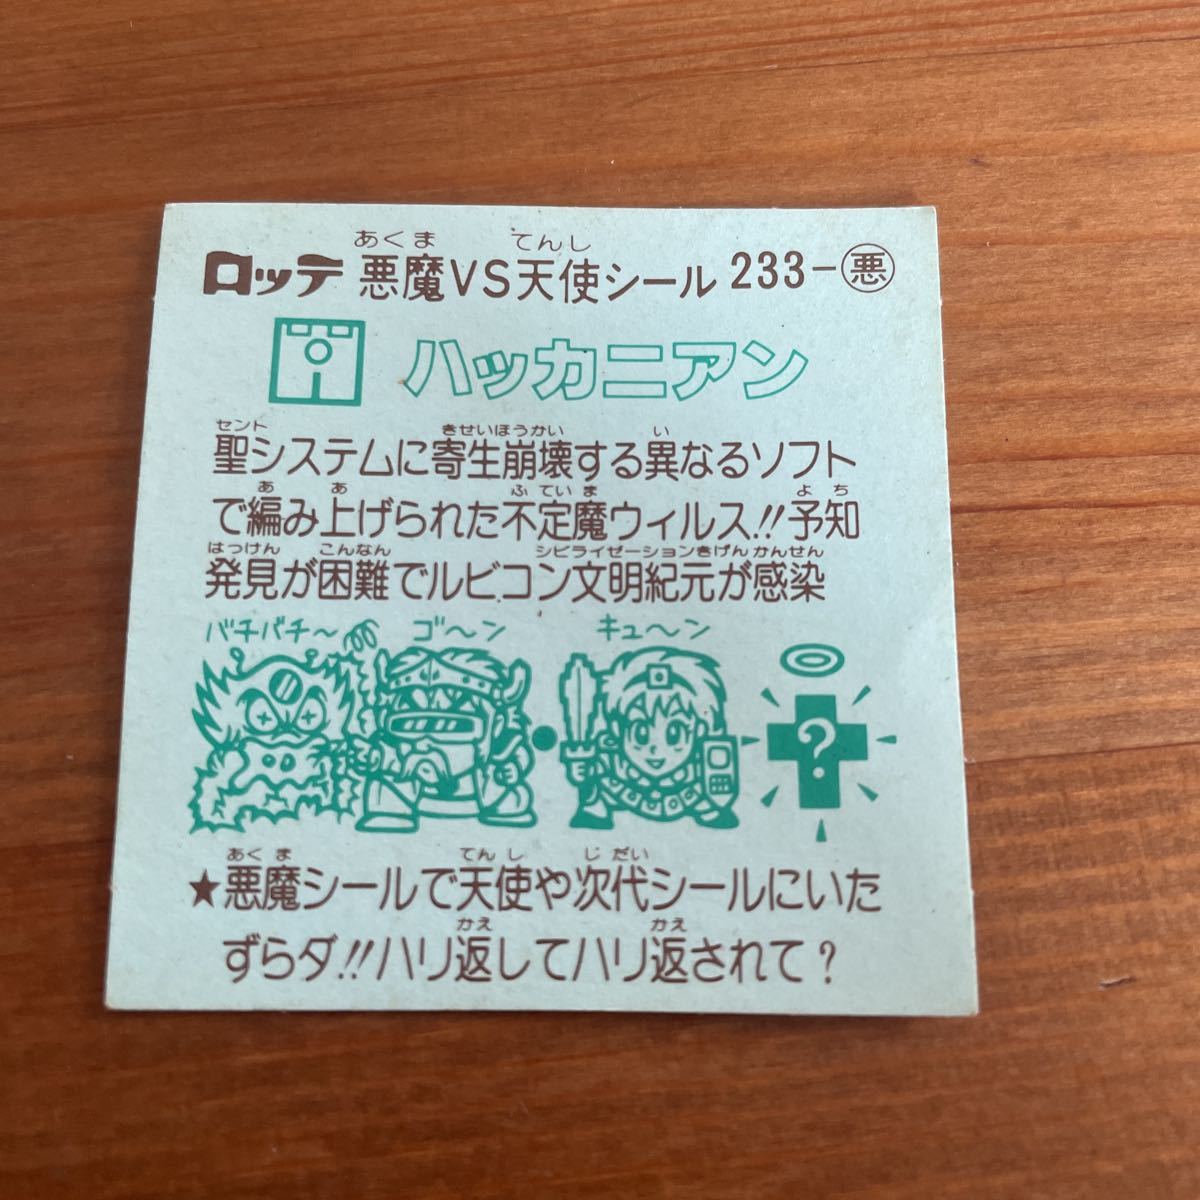 あくま てんし
ロッテ 悪魔VS天使シール 233-悪
ハッカニアン
セント きせいほうかい い
聖システムに寄生崩壊する異なるソフト
あ あ ふていま よち
で編み上げられた不定魔ウィルス!!予知
はっけん こんなん シビライゼーションきげん かんせん
発見が困難でルビコン文明紀元が感染
バチバチ〜 ゴ〜ン キュ〜ン
?
あくま てんし じだい
★悪魔シールで天使や次代シールにいた
かえ かえ
ずらダ!!ハリ返してハリ返されて?